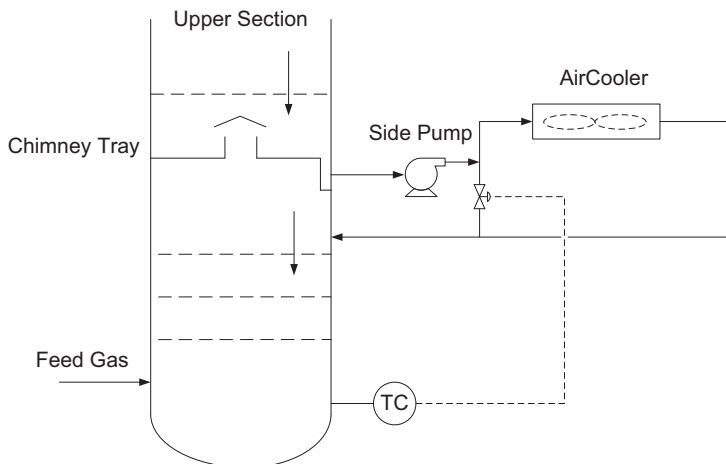 Upper Section
AirCooler
Side Pump
Chimney Tray
Feed Gas
TC